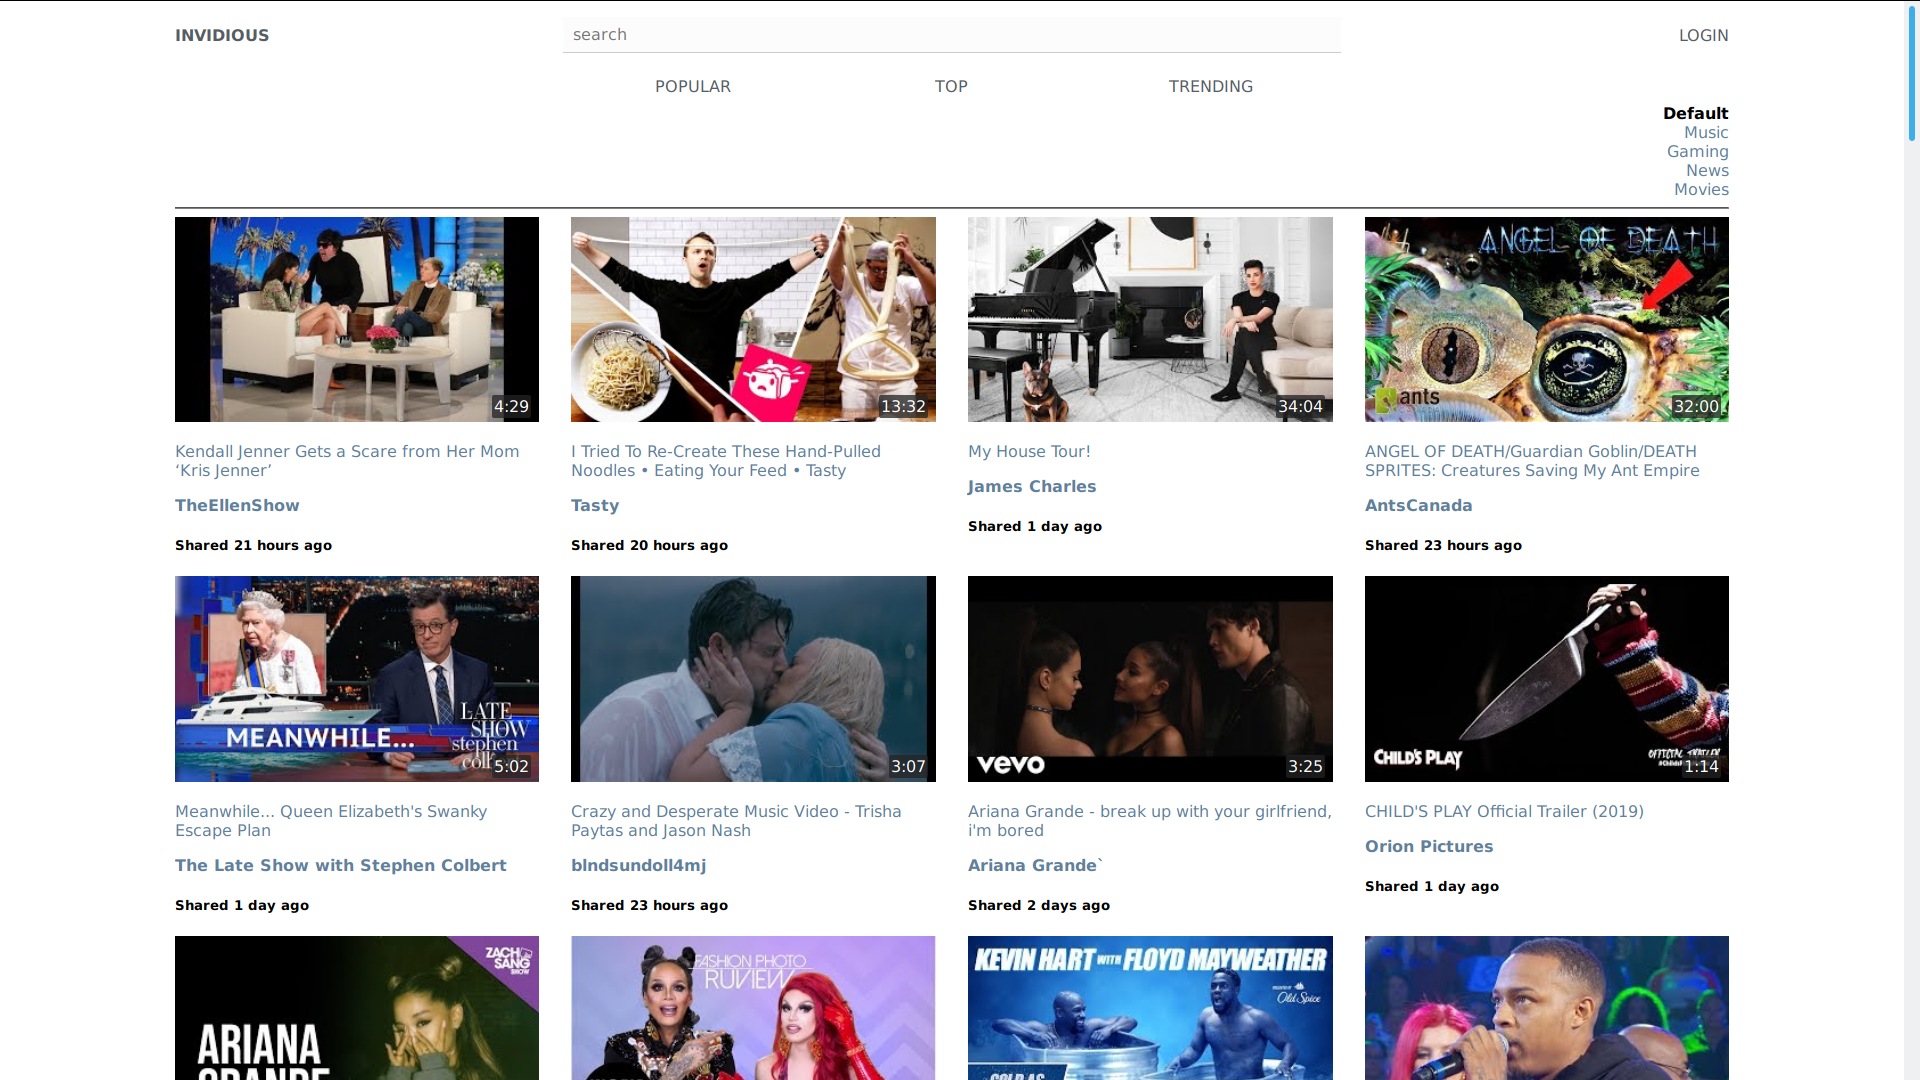 INVIDIOUS
search
LOGIN
POPULAR
TOP
TRENDING
Default
Music
Gaming
News
Movies
4:29
13:32
34:04
ANGEL OF DEATH
ants
32:00
Kendall Jenner Gets a Scare from Her Mom
‘Kris Jenner’
TheEllenShow
Shared 21 hours ago
I Tried To Re-Create These Hand-Pulled
Noodles • Eating Your Feed • Tasty
Tasty
Shared 20 hours ago
My House Tour!
James Charles
Shared 1 day ago
ANGEL OF DEATH/Guardian Goblin/DEATH
SPRITES: Creatures Saving My Ant Empire
AntsCanada
Shared 23 hours ago
MEANWHILE...
LATE
SHOW
stephen
5:02
3:07
vevo
3:25
CHILD'S PLAY
OFFICIAL TRAILER
1:14
Meanwhile... Queen Elizabeth's Swanky
Escape Plan
The Late Show with Stephen Colbert
Shared 1 day ago
Crazy and Desperate Music Video - Trisha
Paytas and Jason Nash
blndsundoll4mj
Shared 23 hours ago
Ariana Grande - break up with your girlfriend,
i'm bored
Ariana Grande`
Shared 2 days ago
CHILD'S PLAY Official Trailer (2019)
Orion Pictures
Shared 1 day ago
ZACH
SANG
SHOW
ARIANA
GRANDE
FASHION PHOTO
RUVIEW
KEVIN HART WITH FLOYD MAYWEATHER
Old Spice
COLD AS